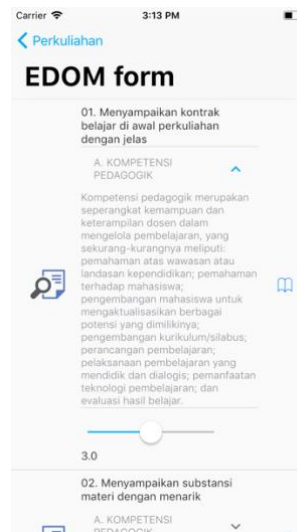 Carrier 3:13 PM
Perkuliahan
EDOM form
01. Menyampaikan kontrak
belajar di awal perkuliahan
dengan jelas
A. KOMPETENSI
PEDAGOGIK
Kompetensi pedagogik merupakan
seperangkat kemampuan dan
keterampilan dosen dalam
mengelola pembelajaran, yang
sekurang-kurangnya meliputi:
pemahaman atas wawasan atau
landasan kependidikan; pemahaman
terhadap mahasiswa;
pengembangan mahasiswa untuk
mengaktualisasikan berbagai
potensi yang dimilikinya;
pengembangan kurikulum/silabus;
perancangan pembelajaran;
pelaksanaan pembelajaran yang
mendidik dan dialogis; pemanfaatan
teknologi pembelajaran; dan
evaluasi hasil belajar.
3.0
02. Menyampaikan substansi
materi dengan menarik
A. KOMPETENSI
PEDAGOGIK